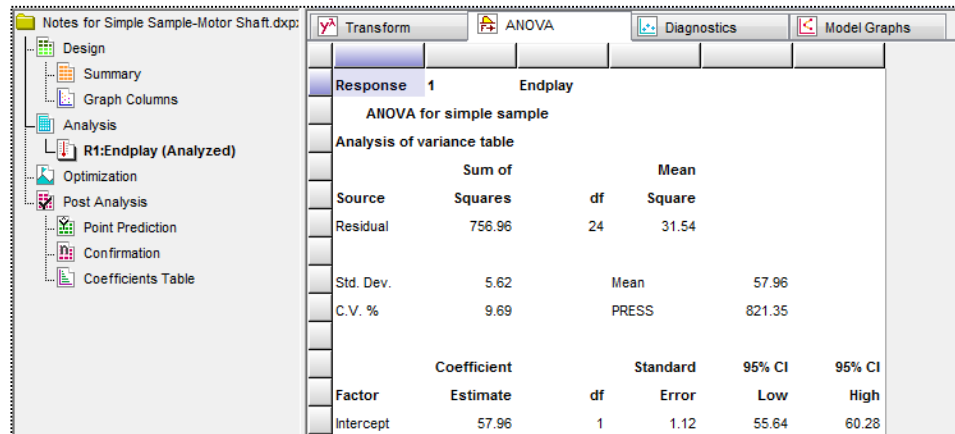 Notes for Simple Sample-Motor Shaft.dxp:
Design
Summary
Graph Columns
Analysis
R1:Endplay (Analyzed)
Optimization
Post Analysis
Point Prediction
Confirmation
Coefficients Table
yλ Transform ANOVA Diagnostics Model Graphs
Response 1 Endplay
ANOVA for simple sample
Analysis of variance table
Sum of Mean
Source Squares df Square
Residual 756.96 24 31.54
Std. Dev. 5.62 Mean 57.96
C.V. % 9.69 PRESS 821.35
Coefficient Standard 95% CI 95% CI
Factor Estimate df Error Low High
Intercept 57.96 1 1.12 55.64 60.28